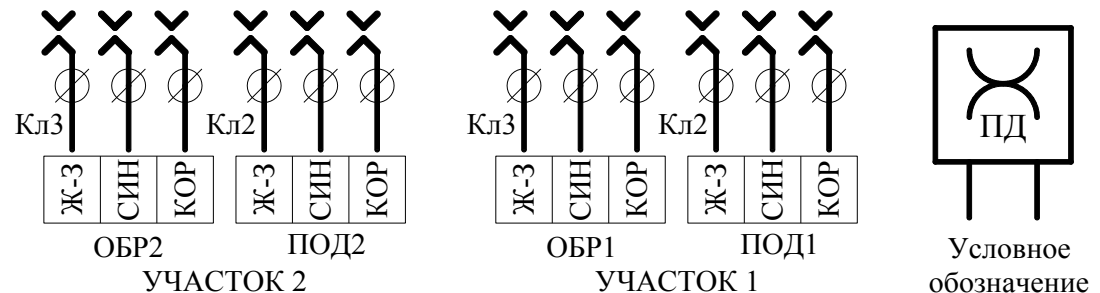 Кл3 Кл2 Кл3 Кл2 ПД
Ж-З СИН КОР Ж-З СИН КОР Ж-З СИН КОР Ж-З СИН КОР
ОБР2 ПОД2 ОБР1 ПОД1 Условное
УЧАСТОК 2 УЧАСТОК 1 обозначение